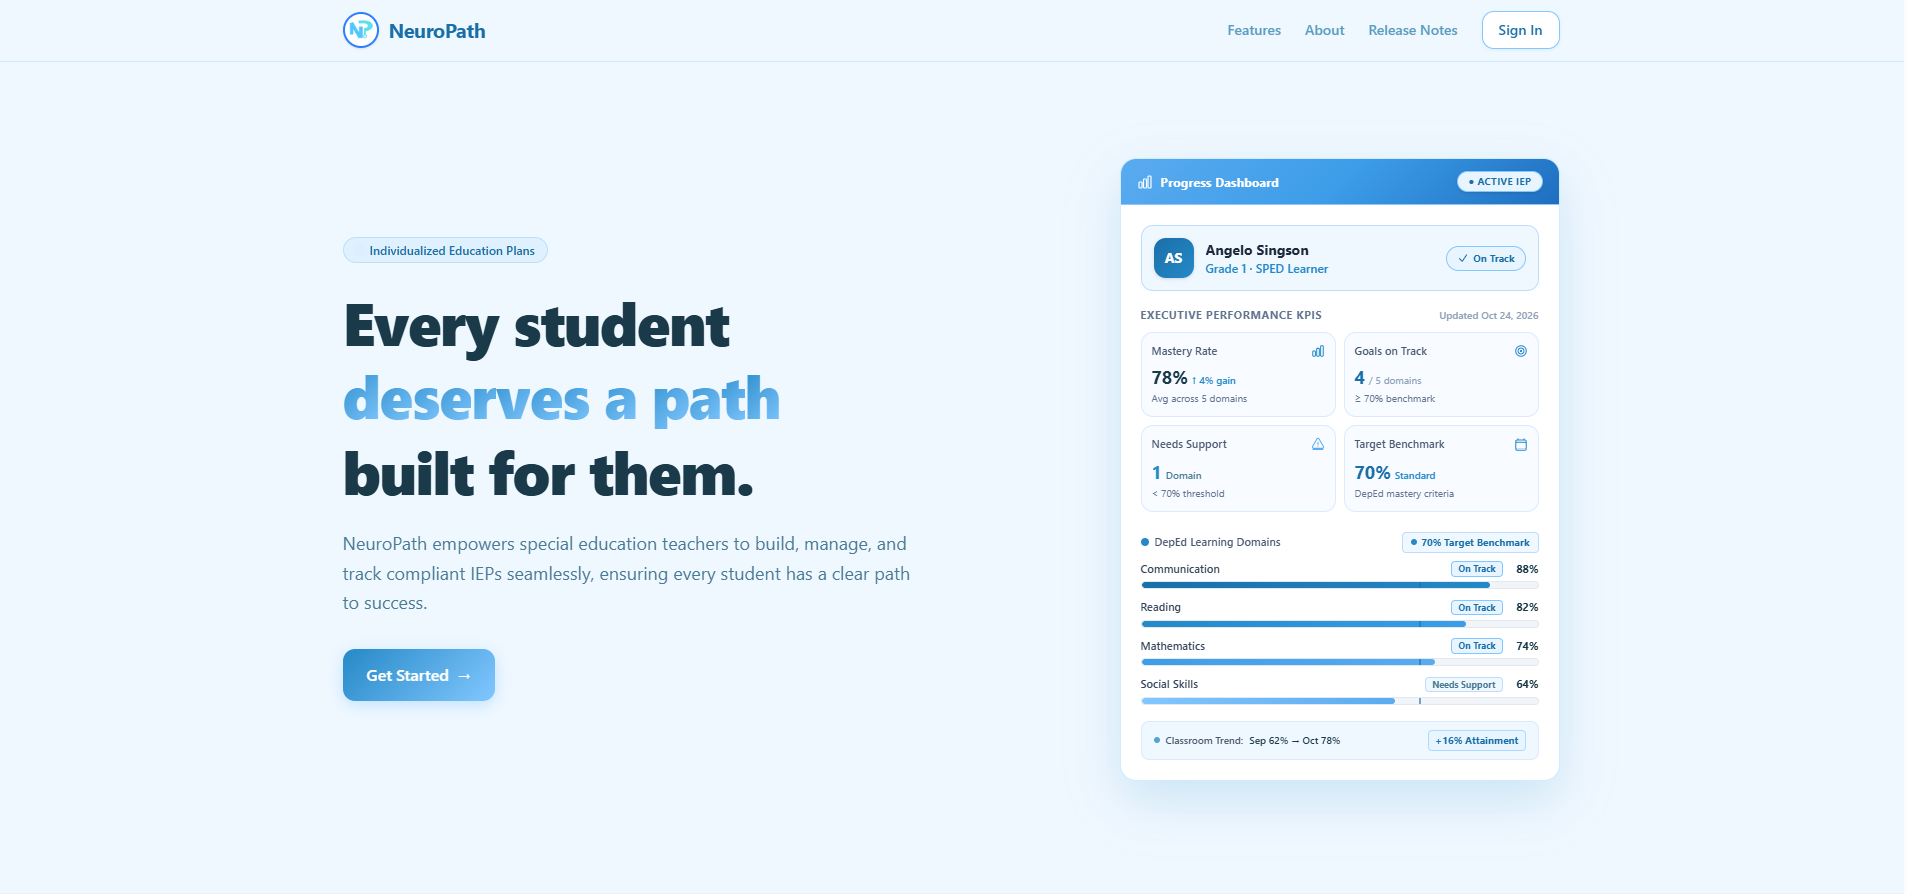 NeuroPath
Features
About
Release Notes
Sign In
Individualized Education Plans
Every student
deserves a path
built for them.
NeuroPath empowers special education teachers to build, manage, and
track compliant IEPs seamlessly, ensuring every student has a clear path
to success.
Get Started →
Progress Dashboard
• ACTIVE IEP
AS
Angelo Singson
Grade 1 · SPED Learner
✓ On Track
EXECUTIVE PERFORMANCE KPIS
Updated Oct 24, 2026
Mastery Rate
78% ↑ 4% gain
Avg across 5 domains
Goals on Track
4 / 5 domains
≥ 70% benchmark
Needs Support
1 Domain
< 70% threshold
Target Benchmark
70% Standard
DepEd mastery criteria
DepEd Learning Domains
70% Target Benchmark
Communication On Track 88%
Reading On Track 82%
Mathematics On Track 74%
Social Skills Needs Support 64%
Classroom Trend: Sep 62% → Oct 78%
+16% Attainment